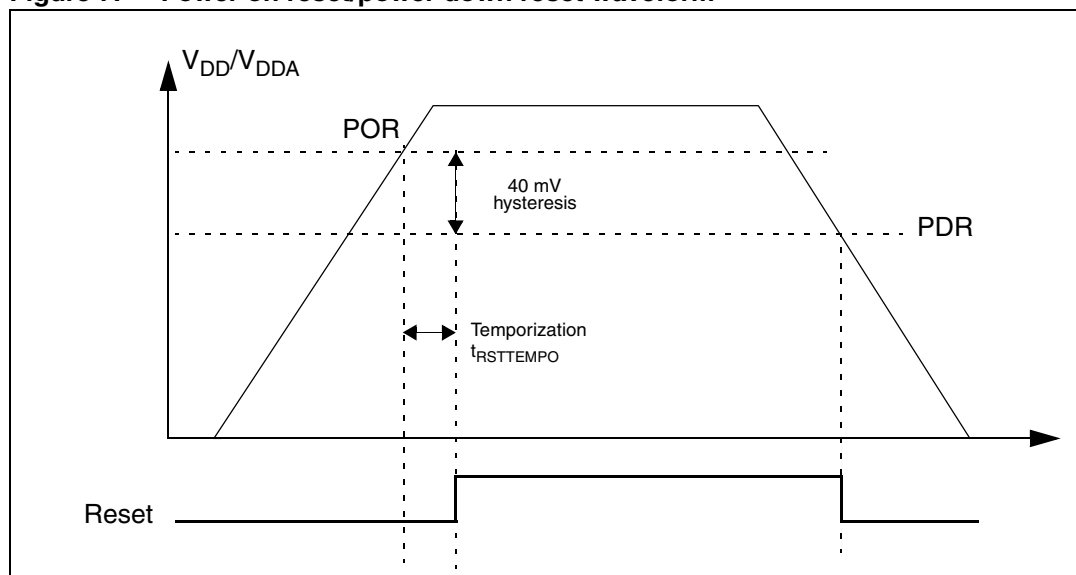 V_DD/V_DDA
POR
40 mV
hysteresis
PDR
Temporization
t_RSTTEMPO
Reset